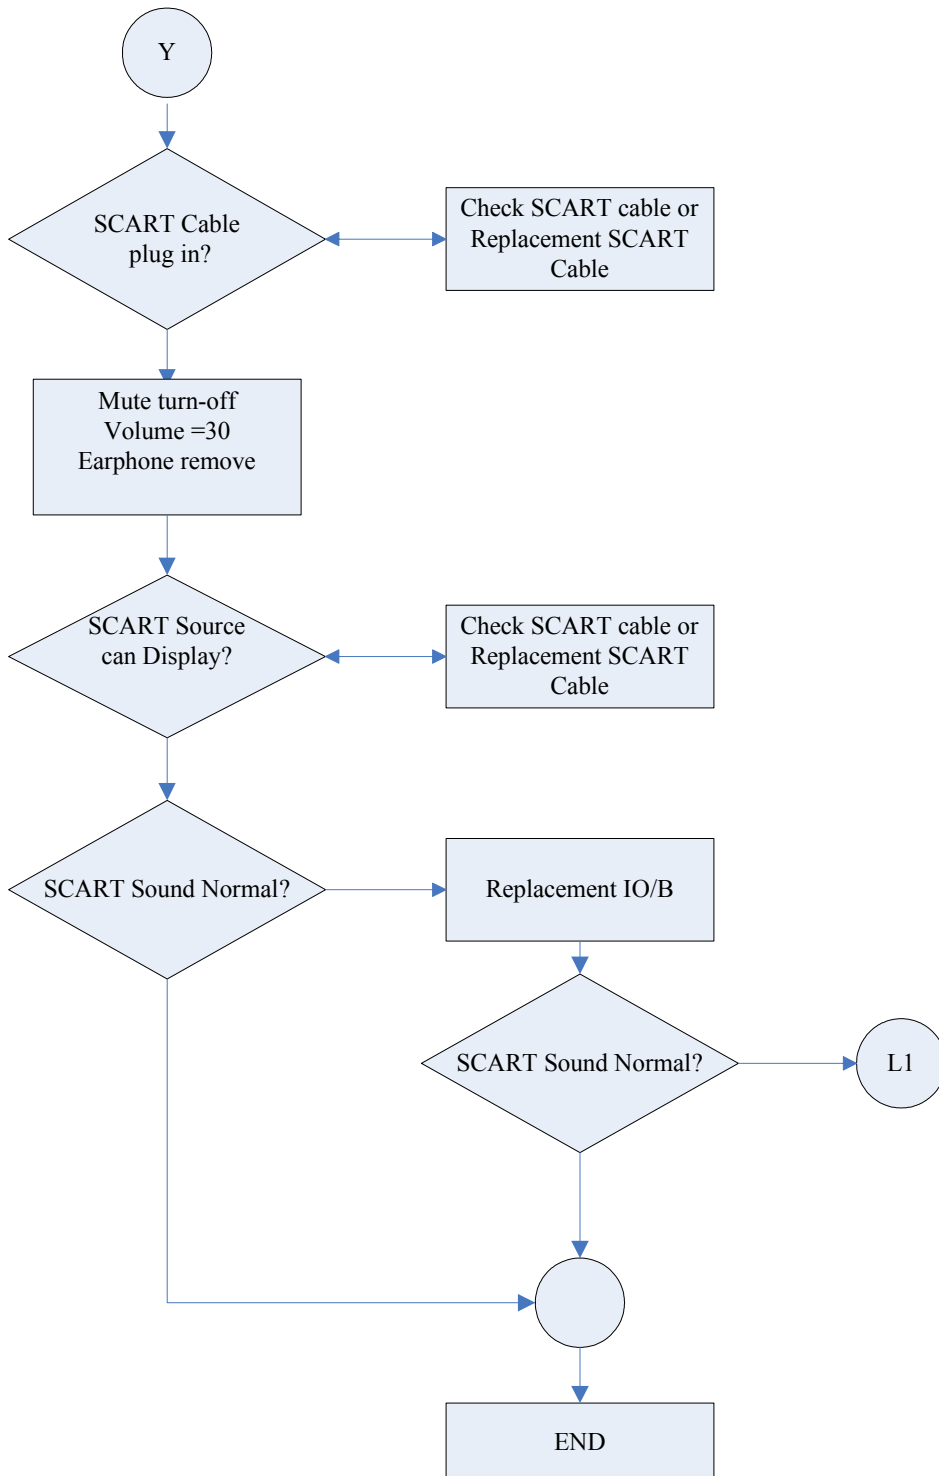 Y
SCART Cable
plug in?
Check SCART cable or
Replacement SCART
Cable
Mute turn-off
Volume =30
Earphone remove
SCART Source
can Display?
Check SCART cable or
Replacement SCART
Cable
SCART Sound Normal?
Replacement IO/B
SCART Sound Normal?
L1
END